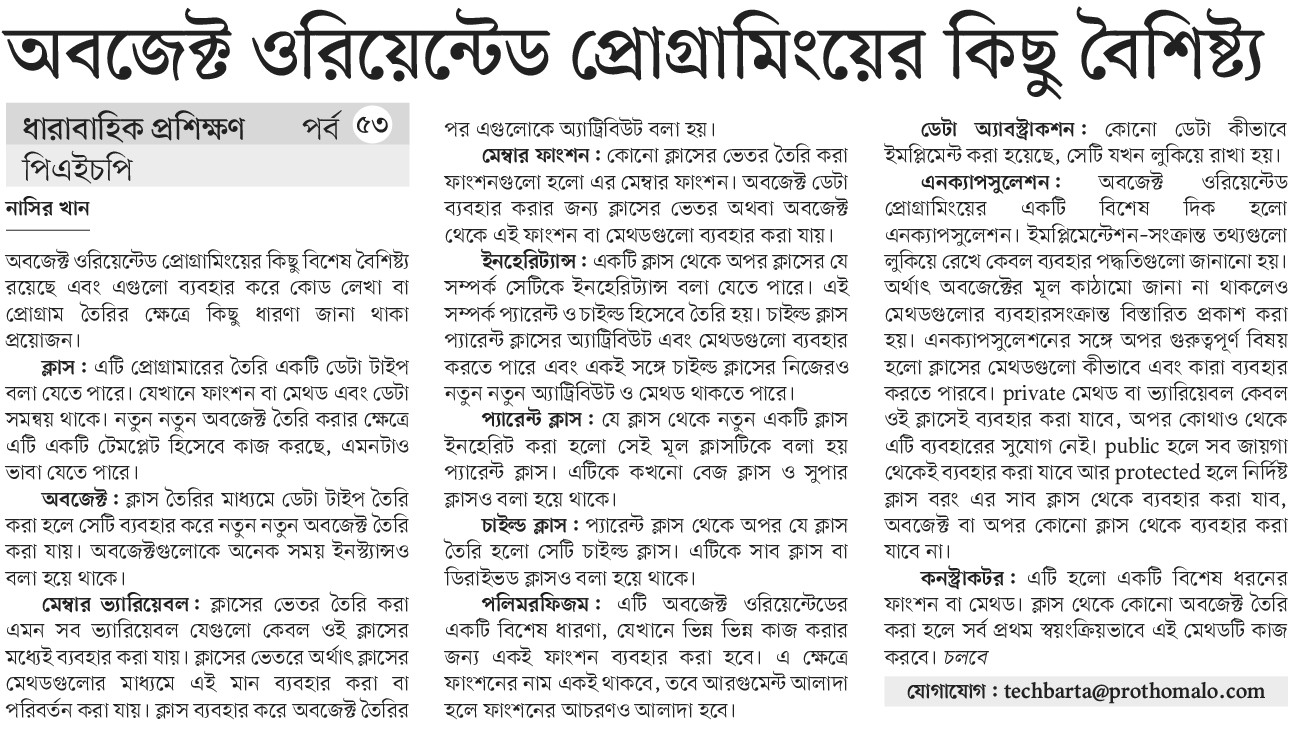 অবজেক্ট ওরিয়েন্টেড প্রোগ্রামিংয়ের কিছু বৈশিষ্ট্য
ধারাবাহিক প্রশিক্ষণ পর্ব ৫৩
পিএইচপি
নাসির খান
অবজেক্ট ওরিয়েন্টেড প্রোগ্রামিংয়ের কিছু বিশেষ বৈশিষ্ট্য
রয়েছে এবং এগুলো ব্যবহার করে কোড লেখা বা
প্রোগ্রাম তৈরির ক্ষেত্রে কিছু ধারণা জানা থাকা
প্রয়োজন।
ক্লাস : এটি প্রোগ্রামারের তৈরি একটি ডেটা টাইপ
বলা যেতে পারে। যেখানে ফাংশন বা মেথড এবং ডেটা
সমন্বয় থাকে। নতুন নতুন অবজেক্ট তৈরি করার ক্ষেত্রে
এটি একটি টেমপ্লেট হিসেবে কাজ করছে, এমনটাও
ভাবা যেতে পারে।
অবজেক্ট : ক্লাস তৈরির মাধ্যমে ডেটা টাইপ তৈরি
করা হলে সেটি ব্যবহার করে নতুন নতুন অবজেক্ট তৈরি
করা যায়। অবজেক্টগুলোকে অনেক সময় ইনস্ট্যান্সও
বলা হয়ে থাকে।
মেম্বার ভ্যারিয়েবল : ক্লাসের ভেতর তৈরি করা
এমন সব ভ্যারিয়েবল যেগুলো কেবল ওই ক্লাসের
মধ্যেই ব্যবহার করা যায়। ক্লাসের ভেতরে অর্থাৎ ক্লাসের
মেথডগুলোর মাধ্যমে এই মান ব্যবহার করা বা
পরিবর্তন করা যায়। ক্লাস ব্যবহার করে অবজেক্ট তৈরির
পর এগুলোকে অ্যাট্রিবিউট বলা হয়।
মেম্বার ফাংশন : কোনো ক্লাসের ভেতর তৈরি করা
ফাংশনগুলো হলো এর মেম্বার ফাংশন। অবজেক্ট ডেটা
ব্যবহার করার জন্য ক্লাসের ভেতর অথবা অবজেক্ট
থেকে এই ফাংশন বা মেথডগুলো ব্যবহার করা যায়।
ইনহেরিট্যান্স : একটি ক্লাস থেকে অপর ক্লাসের যে
সম্পর্ক সেটিকে ইনহেরিট্যান্স বলা যেতে পারে। এই
সম্পর্ক প্যারেন্ট ও চাইল্ড হিসেবে তৈরি হয়। চাইল্ড ক্লাস
প্যারেন্ট ক্লাসের অ্যাট্রিবিউট এবং মেথডগুলো ব্যবহার
করতে পারে এবং একই সঙ্গে চাইল্ড ক্লাসের নিজেরও
নতুন নতুন অ্যাট্রিবিউট ও মেথড থাকতে পারে।
প্যারেন্ট ক্লাস : যে ক্লাস থেকে নতুন একটি ক্লাস
ইনহেরিট করা হলো সেই মূল ক্লাসটিকে বলা হয়
প্যারেন্ট ক্লাস। এটিকে কখনো বেজ ক্লাস ও সুপার
ক্লাসও বলা হয়ে থাকে।
চাইল্ড ক্লাস : প্যারেন্ট ক্লাস থেকে অপর যে ক্লাস
তৈরি হলো সেটি চাইল্ড ক্লাস। এটিকে সাব ক্লাস বা
ডিরাইভড ক্লাসও বলা হয়ে থাকে।
পলিমরফিজম : এটি অবজেক্ট ওরিয়েন্টেডের
একটি বিশেষ ধারণা, যেখানে ভিন্ন ভিন্ন কাজ করার
জন্য একই ফাংশন ব্যবহার করা হবে। এ ক্ষেত্রে
ফাংশনের নাম একই থাকবে, তবে আরগুমেন্ট আলাদা
হলে ফাংশনের আচরণও আলাদা হবে।
ডেটা অ্যাবস্ট্রাকশন : কোনো ডেটা কীভাবে
ইমপ্লিমেন্ট করা হয়েছে, সেটি যখন লুকিয়ে রাখা হয়।
এনক্যাপসুলেশন : অবজেক্ট ওরিয়েন্টেড
প্রোগ্রামিংয়ের একটি বিশেষ দিক হলো
এনক্যাপসুলেশন। ইমপ্লিমেন্টেশন-সংক্রান্ত তথ্যগুলো
লুকিয়ে রেখে কেবল ব্যবহার পদ্ধতিগুলো জানানো হয়।
অর্থাৎ অবজেক্টের মূল কাঠামো জানা না থাকলেও
মেথডগুলোর ব্যবহারসংক্রান্ত বিস্তারিত প্রকাশ করা
হয়। এনক্যাপসুলেশনের সঙ্গে অপর গুরুত্বপূর্ণ বিষয়
হলো ক্লাসের মেথডগুলো কীভাবে এবং কারা ব্যবহার
করতে পারবে। private মেথড বা ভ্যারিয়েবল কেবল
ওই ক্লাসেই ব্যবহার করা যাবে, অপর কোথাও থেকে
এটি ব্যবহারের সুযোগ নেই। public হলে সব জায়গা
থেকেই ব্যবহার করা যাবে আর protected হলে নির্দিষ্ট
ক্লাস বরং এর সাব ক্লাস থেকে ব্যবহার করা যাব,
অবজেক্ট বা অপর কোনো ক্লাস থেকে ব্যবহার করা
যাবে না।
কনস্ট্রাকটর : এটি হলো একটি বিশেষ ধরনের
ফাংশন বা মেথড। ক্লাস থেকে কোনো অবজেক্ট তৈরি
করা হলে সর্ব প্রথম স্বয়ংক্রিয়ভাবে এই মেথডটি কাজ
করবে। চলবে
যোগাযোগ : techbarta@prothomalo.com